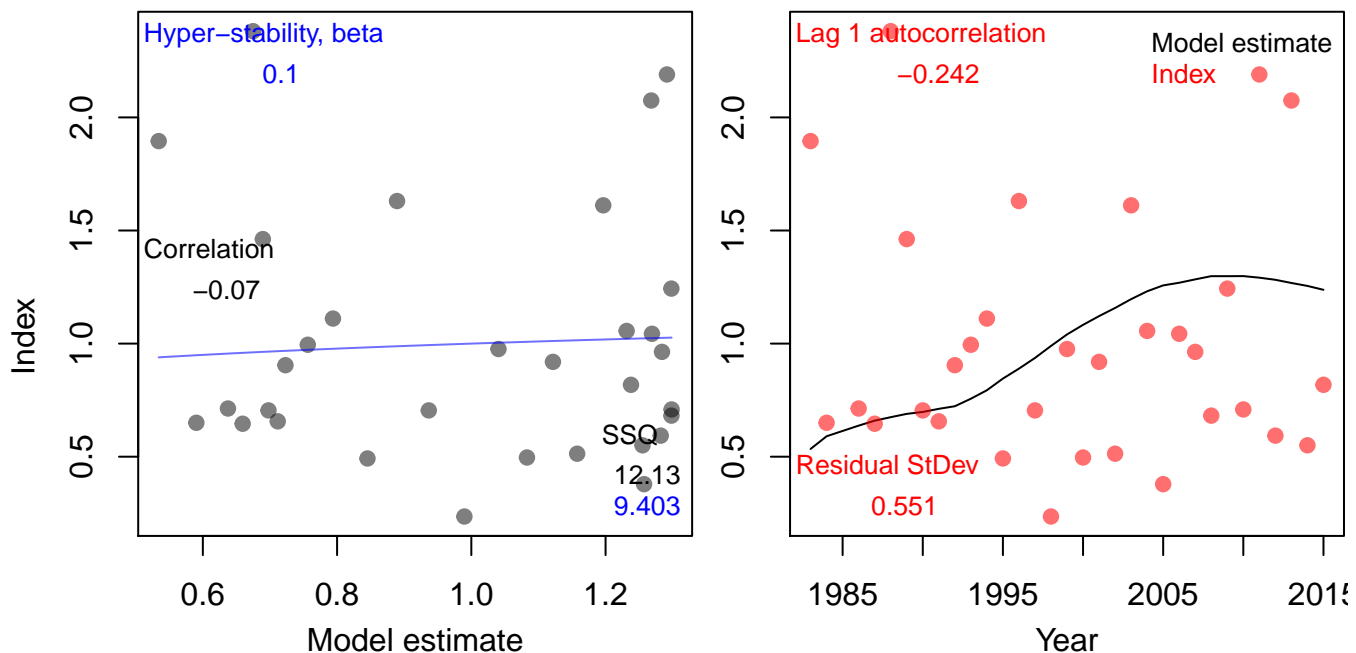 Hyper−stability, beta
0.1
Correlation
−0.07
SSQ
12.13
9.403
Index
0.5
1.0
1.5
2.0
0.6
0.8
1.0
1.2
Model estimate
Lag 1 autocorrelation
−0.242
Model estimate
Index
Residual StDev
0.551
0.5
1.0
1.5
2.0
1985
1995
2005
2015
Year